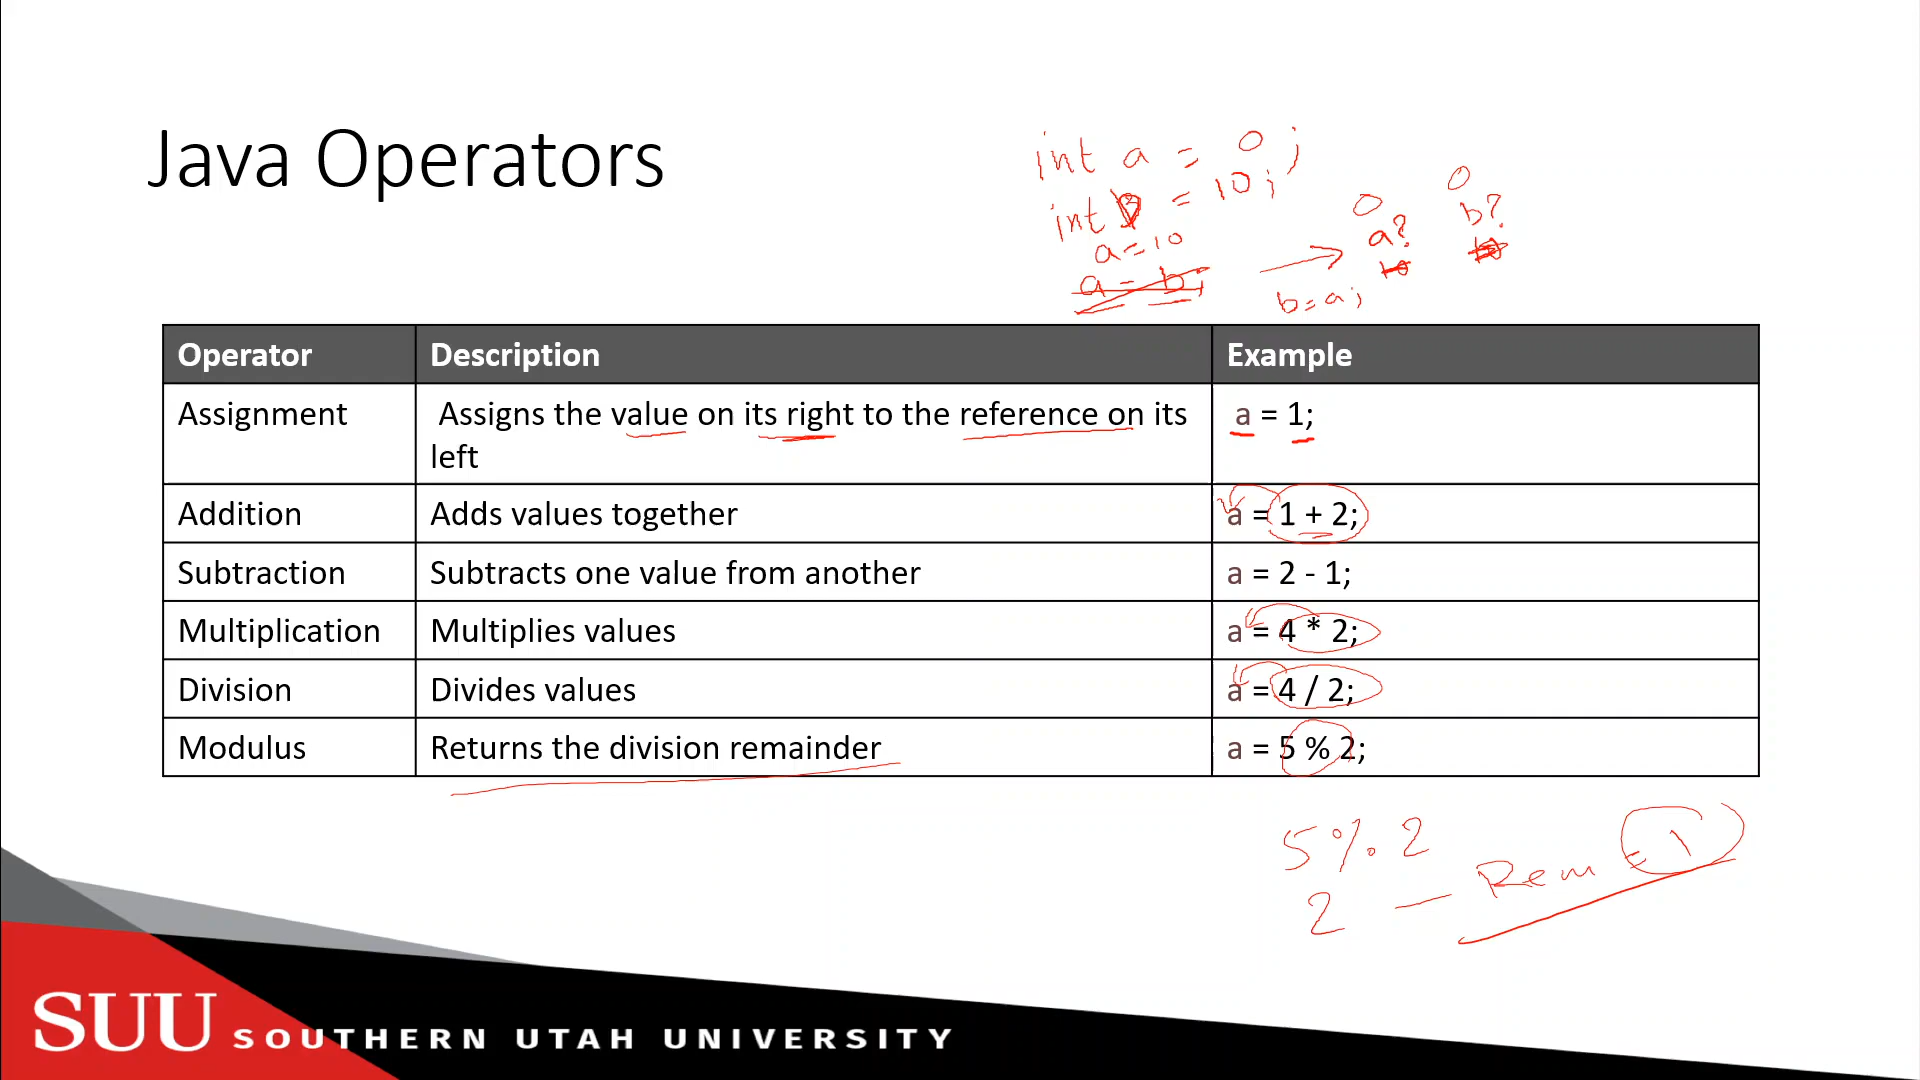 Java Operators
int a = 0;
int b = 10;
a = 10
a = b;
b = a;
0
a?
10
0
b?
Operator Description Example
Assignment Assigns the value on its right to the reference on its left a = 1;
Addition Adds values together a = 1 + 2;
Subtraction Subtracts one value from another a = 2 - 1;
Multiplication Multiplies values a = 4 * 2;
Division Divides values a = 4 / 2;
Modulus Returns the division remainder a = 5 % 2;
5 % 2
2 — Rem = 1
SUU SOUTHERN UTAH UNIVERSITY